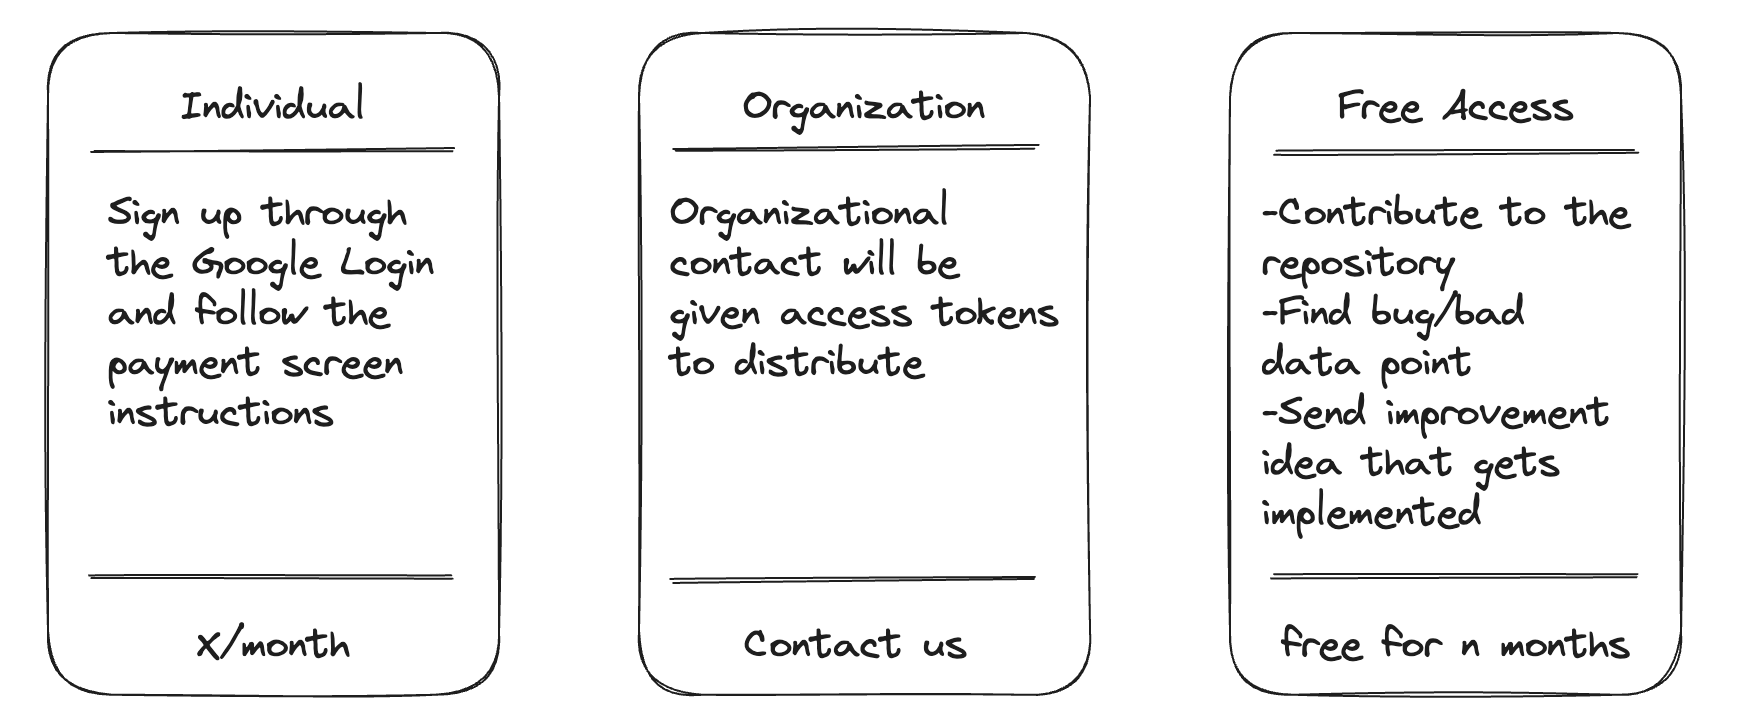 Individual
Sign up through
the Google Login
and follow the
payment screen
instructions
X/month
Organization
Organizational
contact will be
given access tokens
to distribute
Contact us
Free Access
-Contribute to the
repository
-Find bug/bad
data point
-Send improvement
idea that gets
implemented
free for n months